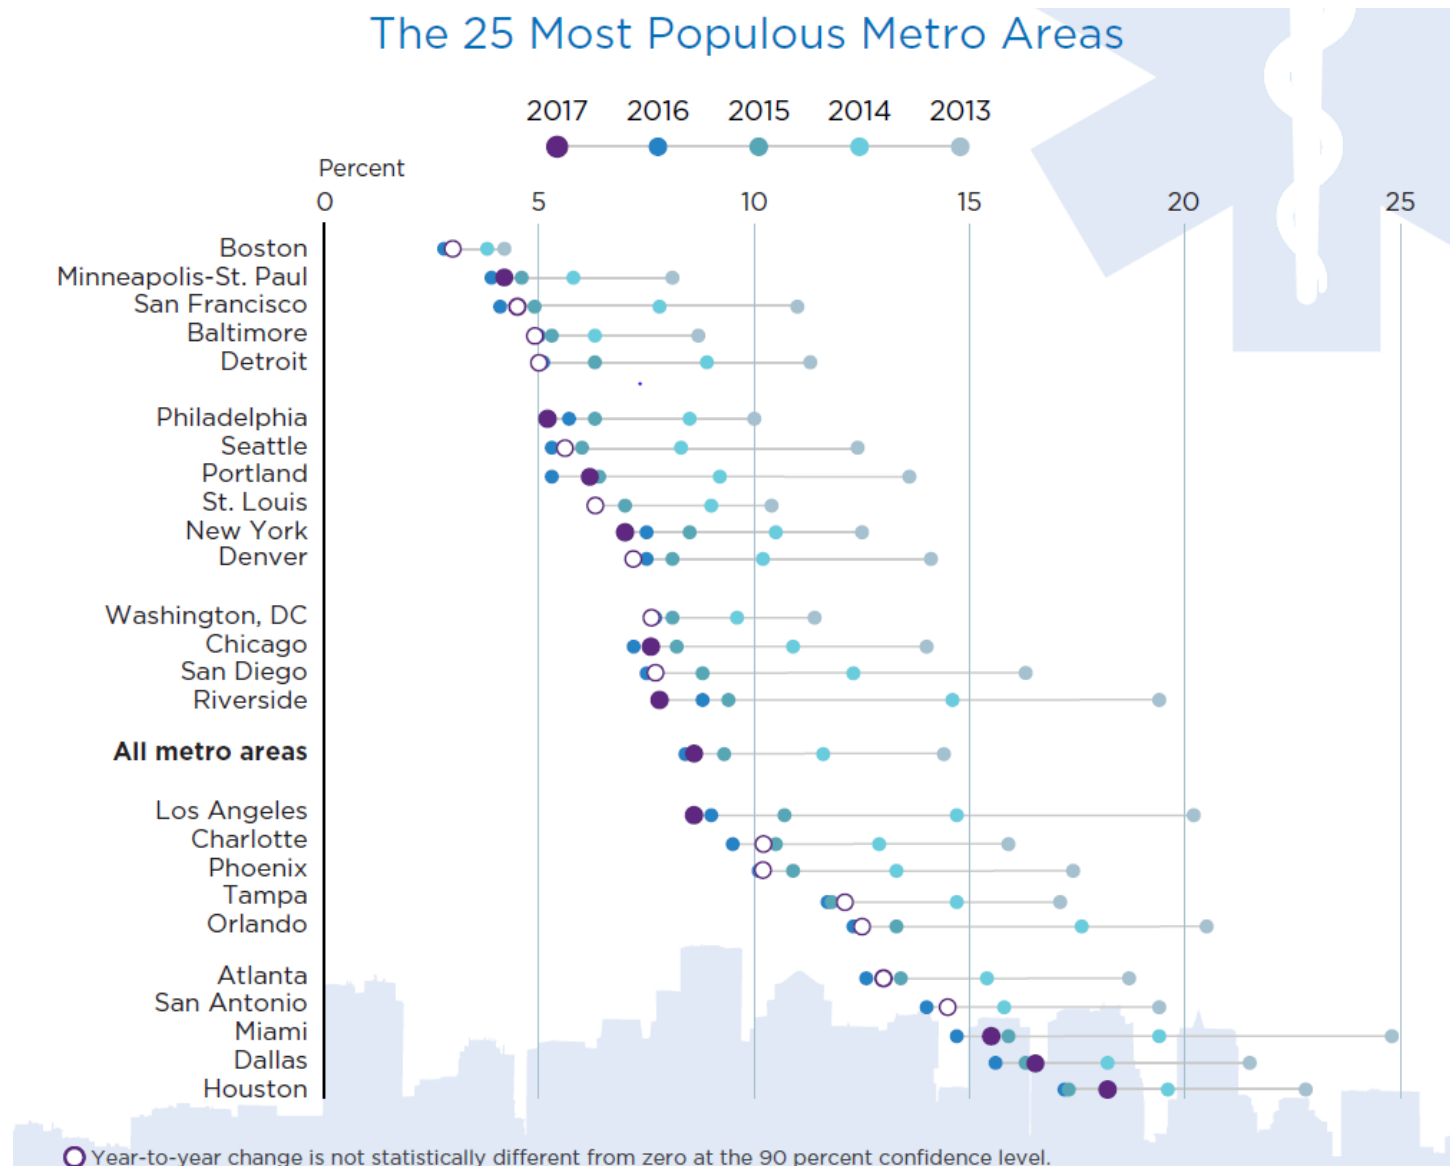 The 25 Most Populous Metro Areas
2017 2016 2015 2014 2013
Percent
0 5 10 15 20 25
Boston
Minneapolis-St. Paul
San Francisco
Baltimore
Detroit
Philadelphia
Seattle
Portland
St. Louis
New York
Denver
Washington, DC
Chicago
San Diego
Riverside
All metro areas
Los Angeles
Charlotte
Phoenix
Tampa
Orlando
Atlanta
San Antonio
Miami
Dallas
Houston
Year-to-year change is not statistically different from zero at the 90 percent confidence level.